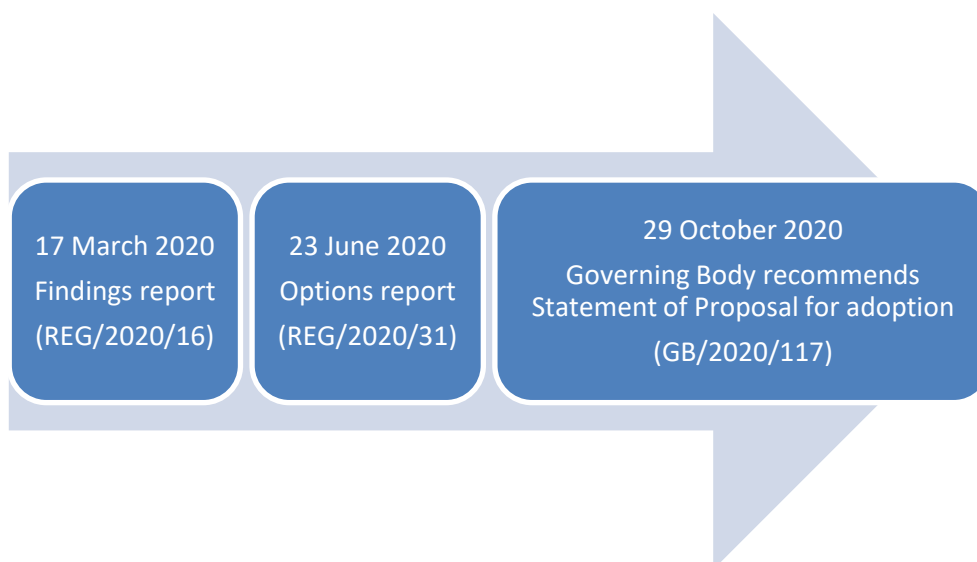 17 March 2020
Findings report
(REG/2020/16)
23 June 2020
Options report
(REG/2020/31)
29 October 2020
Governing Body recommends
Statement of Proposal for adoption
(GB/2020/117)